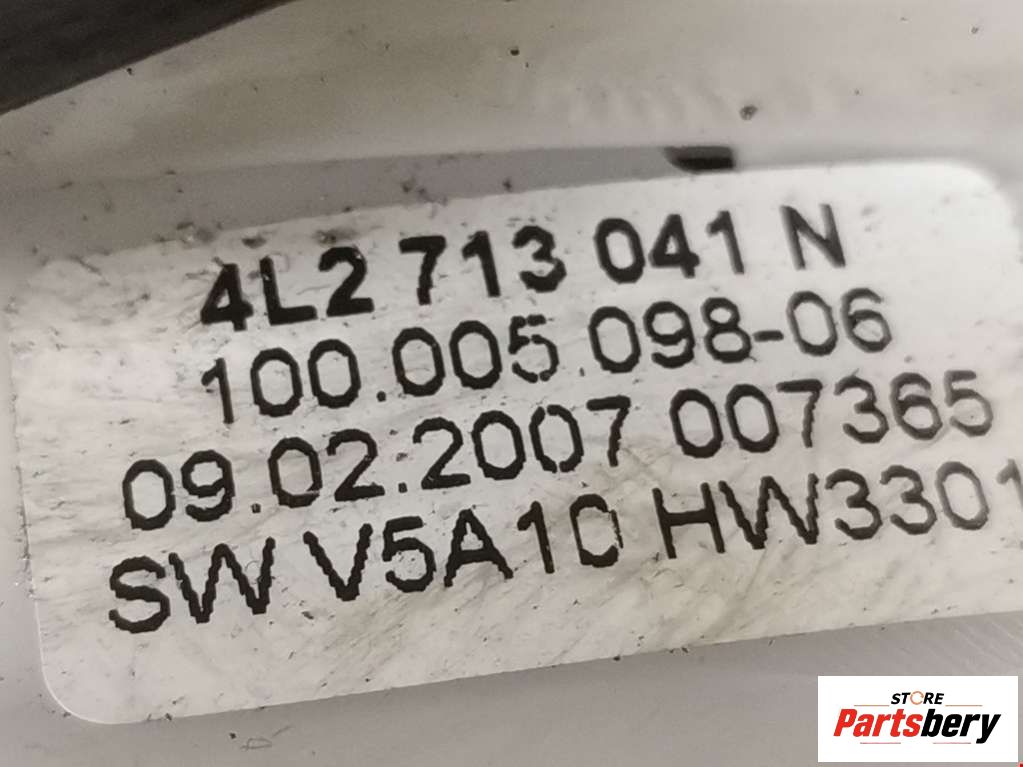 4L2 713 041 N
100.005.098-06
09.02.2007 007365
SW V5A10 HW3301
STORE
Partsbery